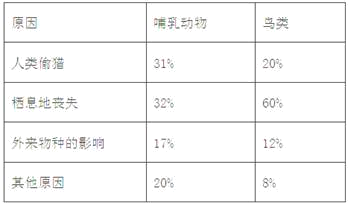 原因 哺乳动物 鸟类
人类偷猎 31% 20%
栖息地丧失 32% 60%
外来物种的影响 17% 12%
其他原因 20% 8%